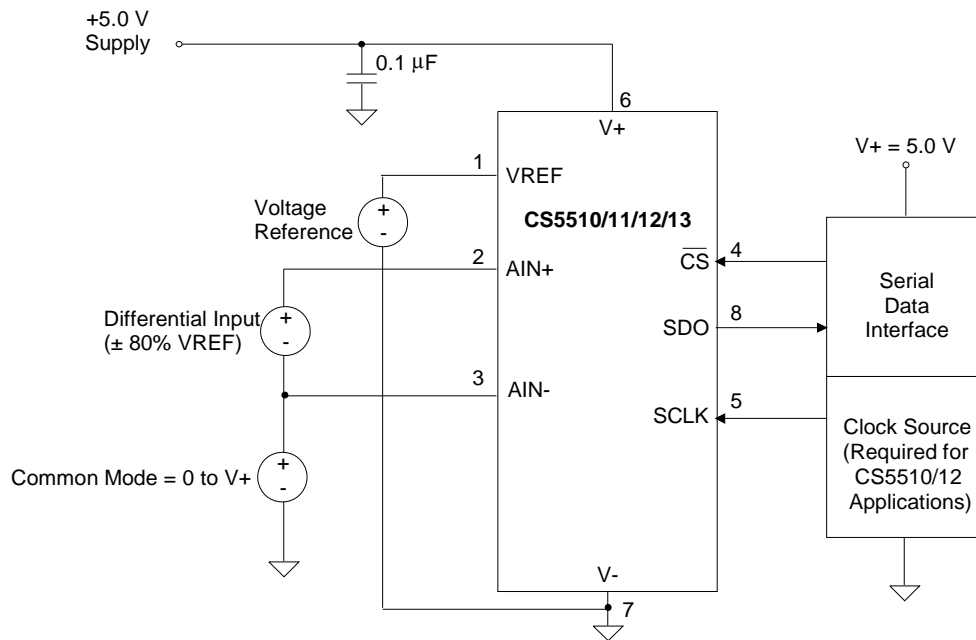 +5.0 V
Supply
0.1 μF
6
V+
1
VREF
V+ = 5.0 V
Voltage
Reference
+
-
CS5510/11/12/13
2
AIN+
4
CS
Serial
Data
Interface
8
SDO
Differential Input
(± 80% VREF)
+
-
3
AIN-
5
SCLK
Clock Source
(Required for
CS5510/12
Applications)
Common Mode = 0 to V+
+
-
V-
7